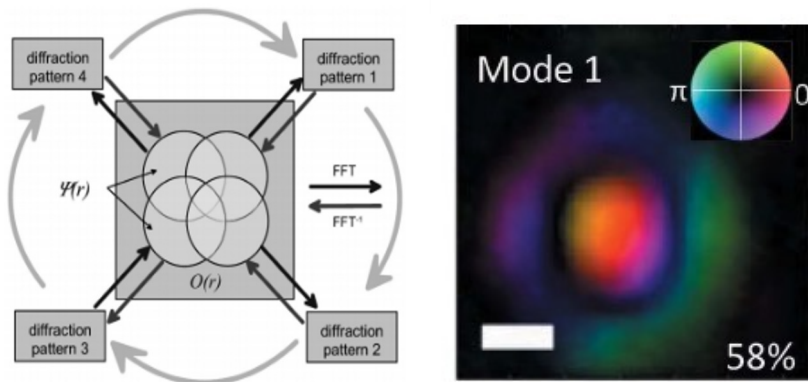 diffraction
pattern 4
diffraction
pattern 1
Ψ(r)
FFT
FFT⁻¹
O(r)
diffraction
pattern 3
diffraction
pattern 2
Mode 1
π
0
58%